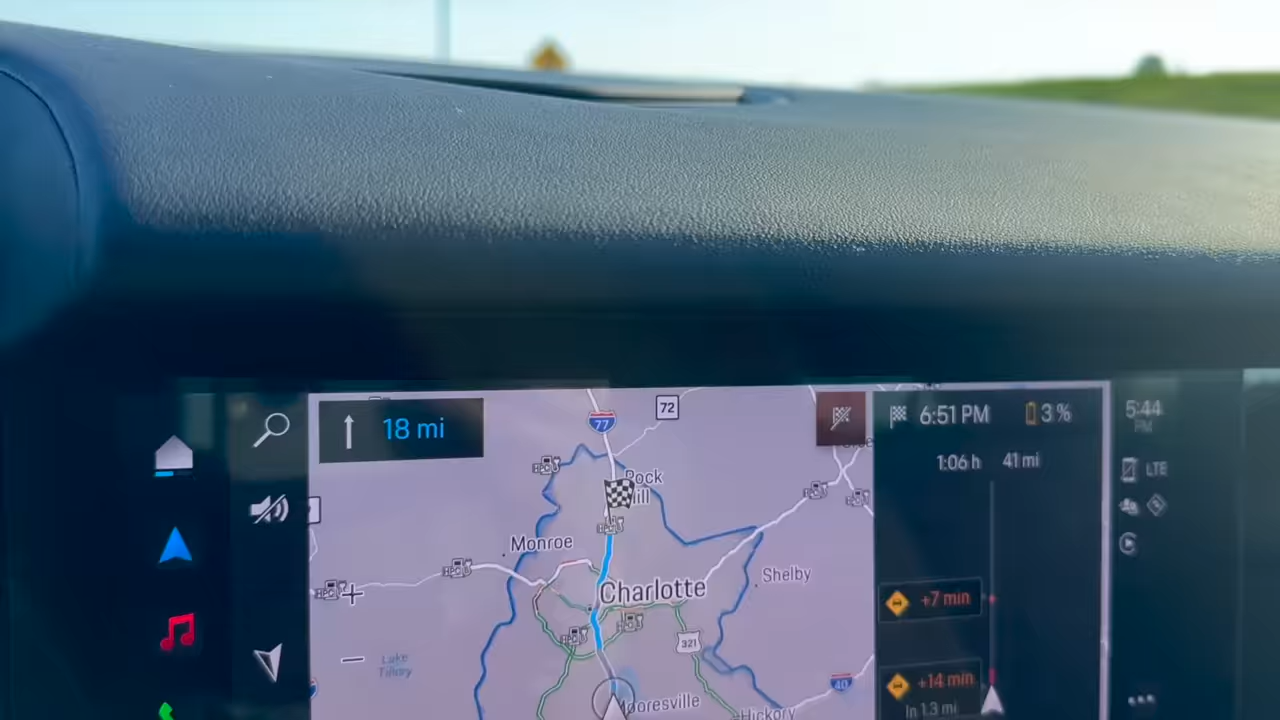 18 mi
77
72
6:51 PM
3%
5:44
PM
1:06 h
41 mi
LTE
Rock
Hill
Monroe
Charlotte
Shelby
+7 min
321
Lake
40
+14 min
In 1.3 mi
Mooresville
Hickory